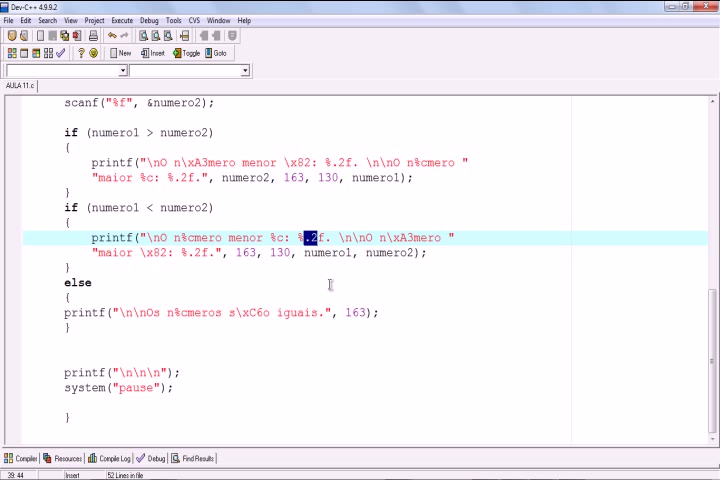 Dev-C++ 4.9.9.2
File Edit Search View Project Execute Debug Tools CVS Window Help
New Insert Toggle Goto
AULA 11.c
scanf("%f", &numero2);
if (numero1 > numero2)
{
printf("\nO n\xA3mero menor \x82: %.2f. \n\nO n%cmero "
"maior %c: %.2f.", numero2, 163, 130, numero1);
}
if (numero1 < numero2)
{
printf("\nO n%cmero menor %c: %.2f. \n\nO n\xA3mero "
"maior \x82: %.2f.", 163, 130, numero1, numero2);
}
else
{
printf("\n\nOs n%cmeros s\xC6o iguais.", 163);
}
printf("\n\n\n");
system("pause");
}
Compiler Resources Compile Log Debug Find Results
39: 44 Insert 52 Lines in file